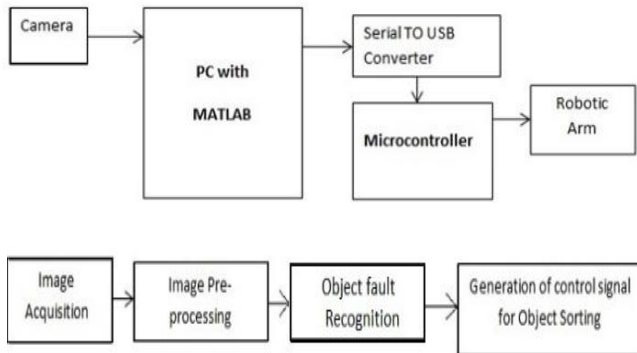 Camera
PC with
MATLAB
Serial TO USB
Converter
Microcontroller
Robotic
Arm
Image
Acquisition
Image Pre-
processing
Object fault
Recognition
Generation of control signal
for Object Sorting